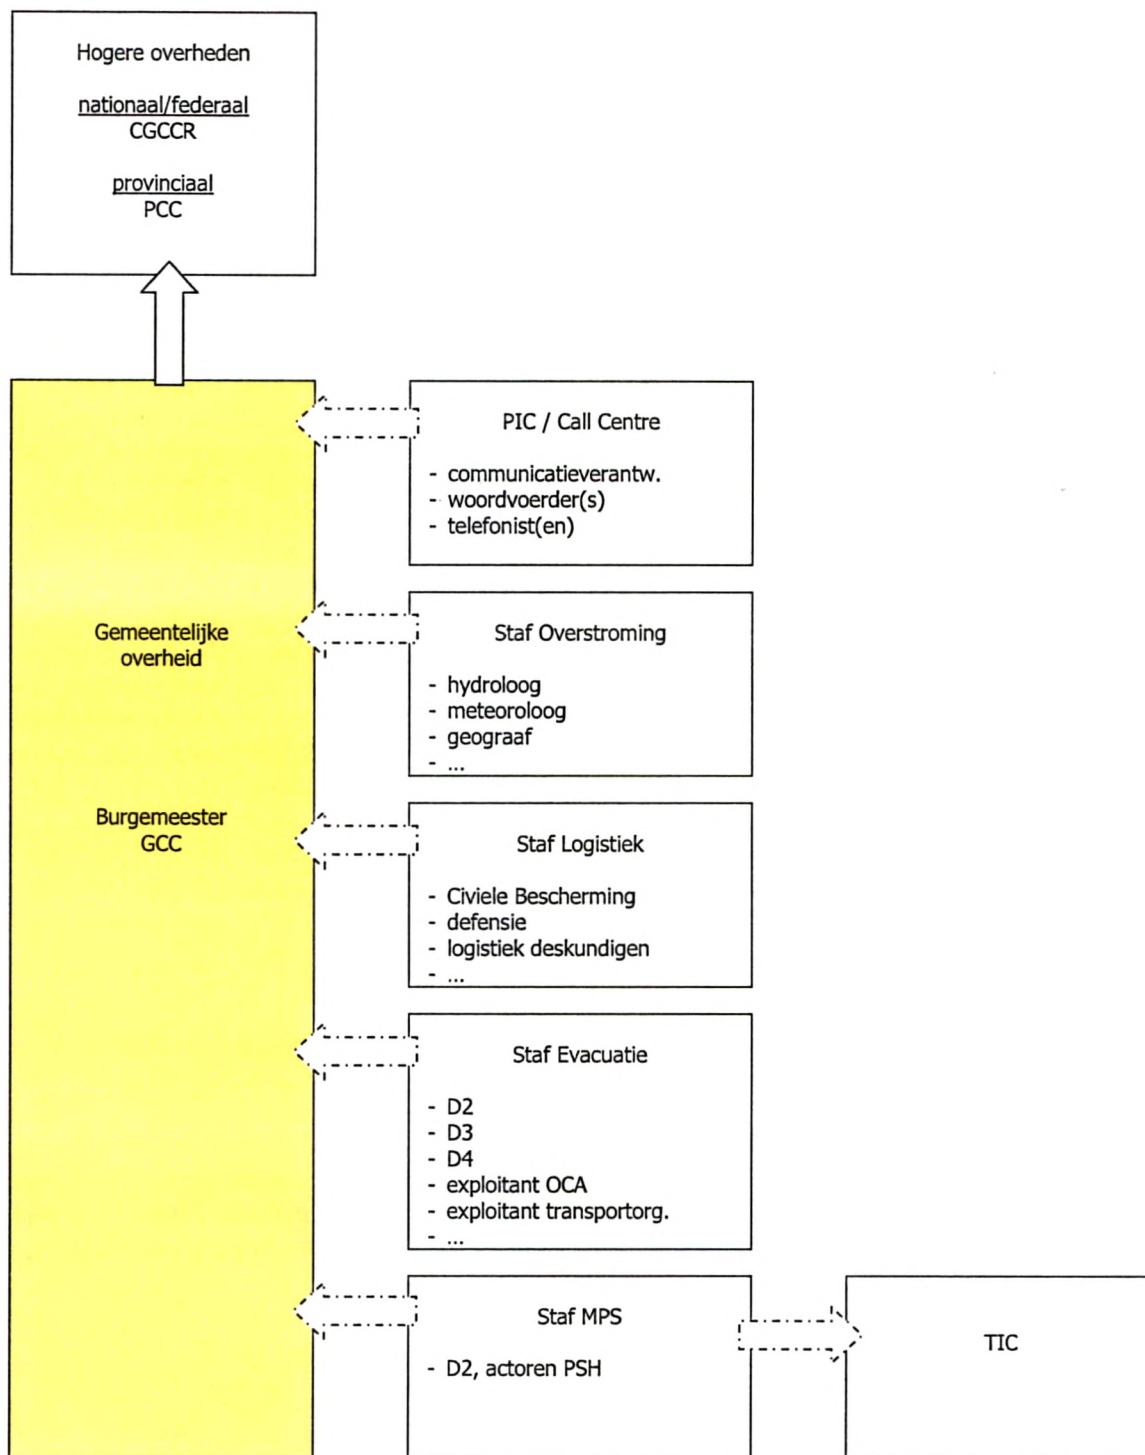 Hogere overheden
nationaal/federaal
CGCCR
provinciaal
PCC
Gemeentelijke
overheid
Burgemeester
GCC
PIC / Call Centre
- communicatieverantw.
- woordvoerder(s)
- telefonist(en)
Staf Overstroming
- hydroloog
- meteoroloog
- geograaf
- ...
Staf Logistiek
- Civiele Bescherming
- defensie
- logistiek deskundigen
- ...
Staf Evacuatie
- D2
- D3
- D4
- exploitant OCA
- exploitant transportorg.
- ...
Staf MPS
- D2, actoren PSH
TIC